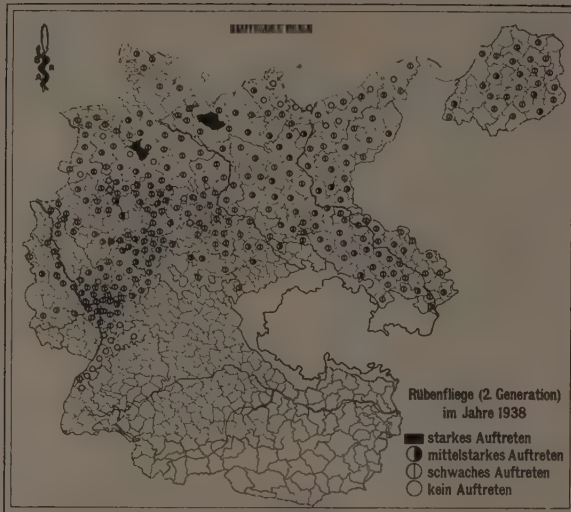 Rübenfliege (2. Generation)
im Jahre 1938
starkes Auftreten
mittelstarkes Auftreten
schwaches Auftreten
kein Auftreten